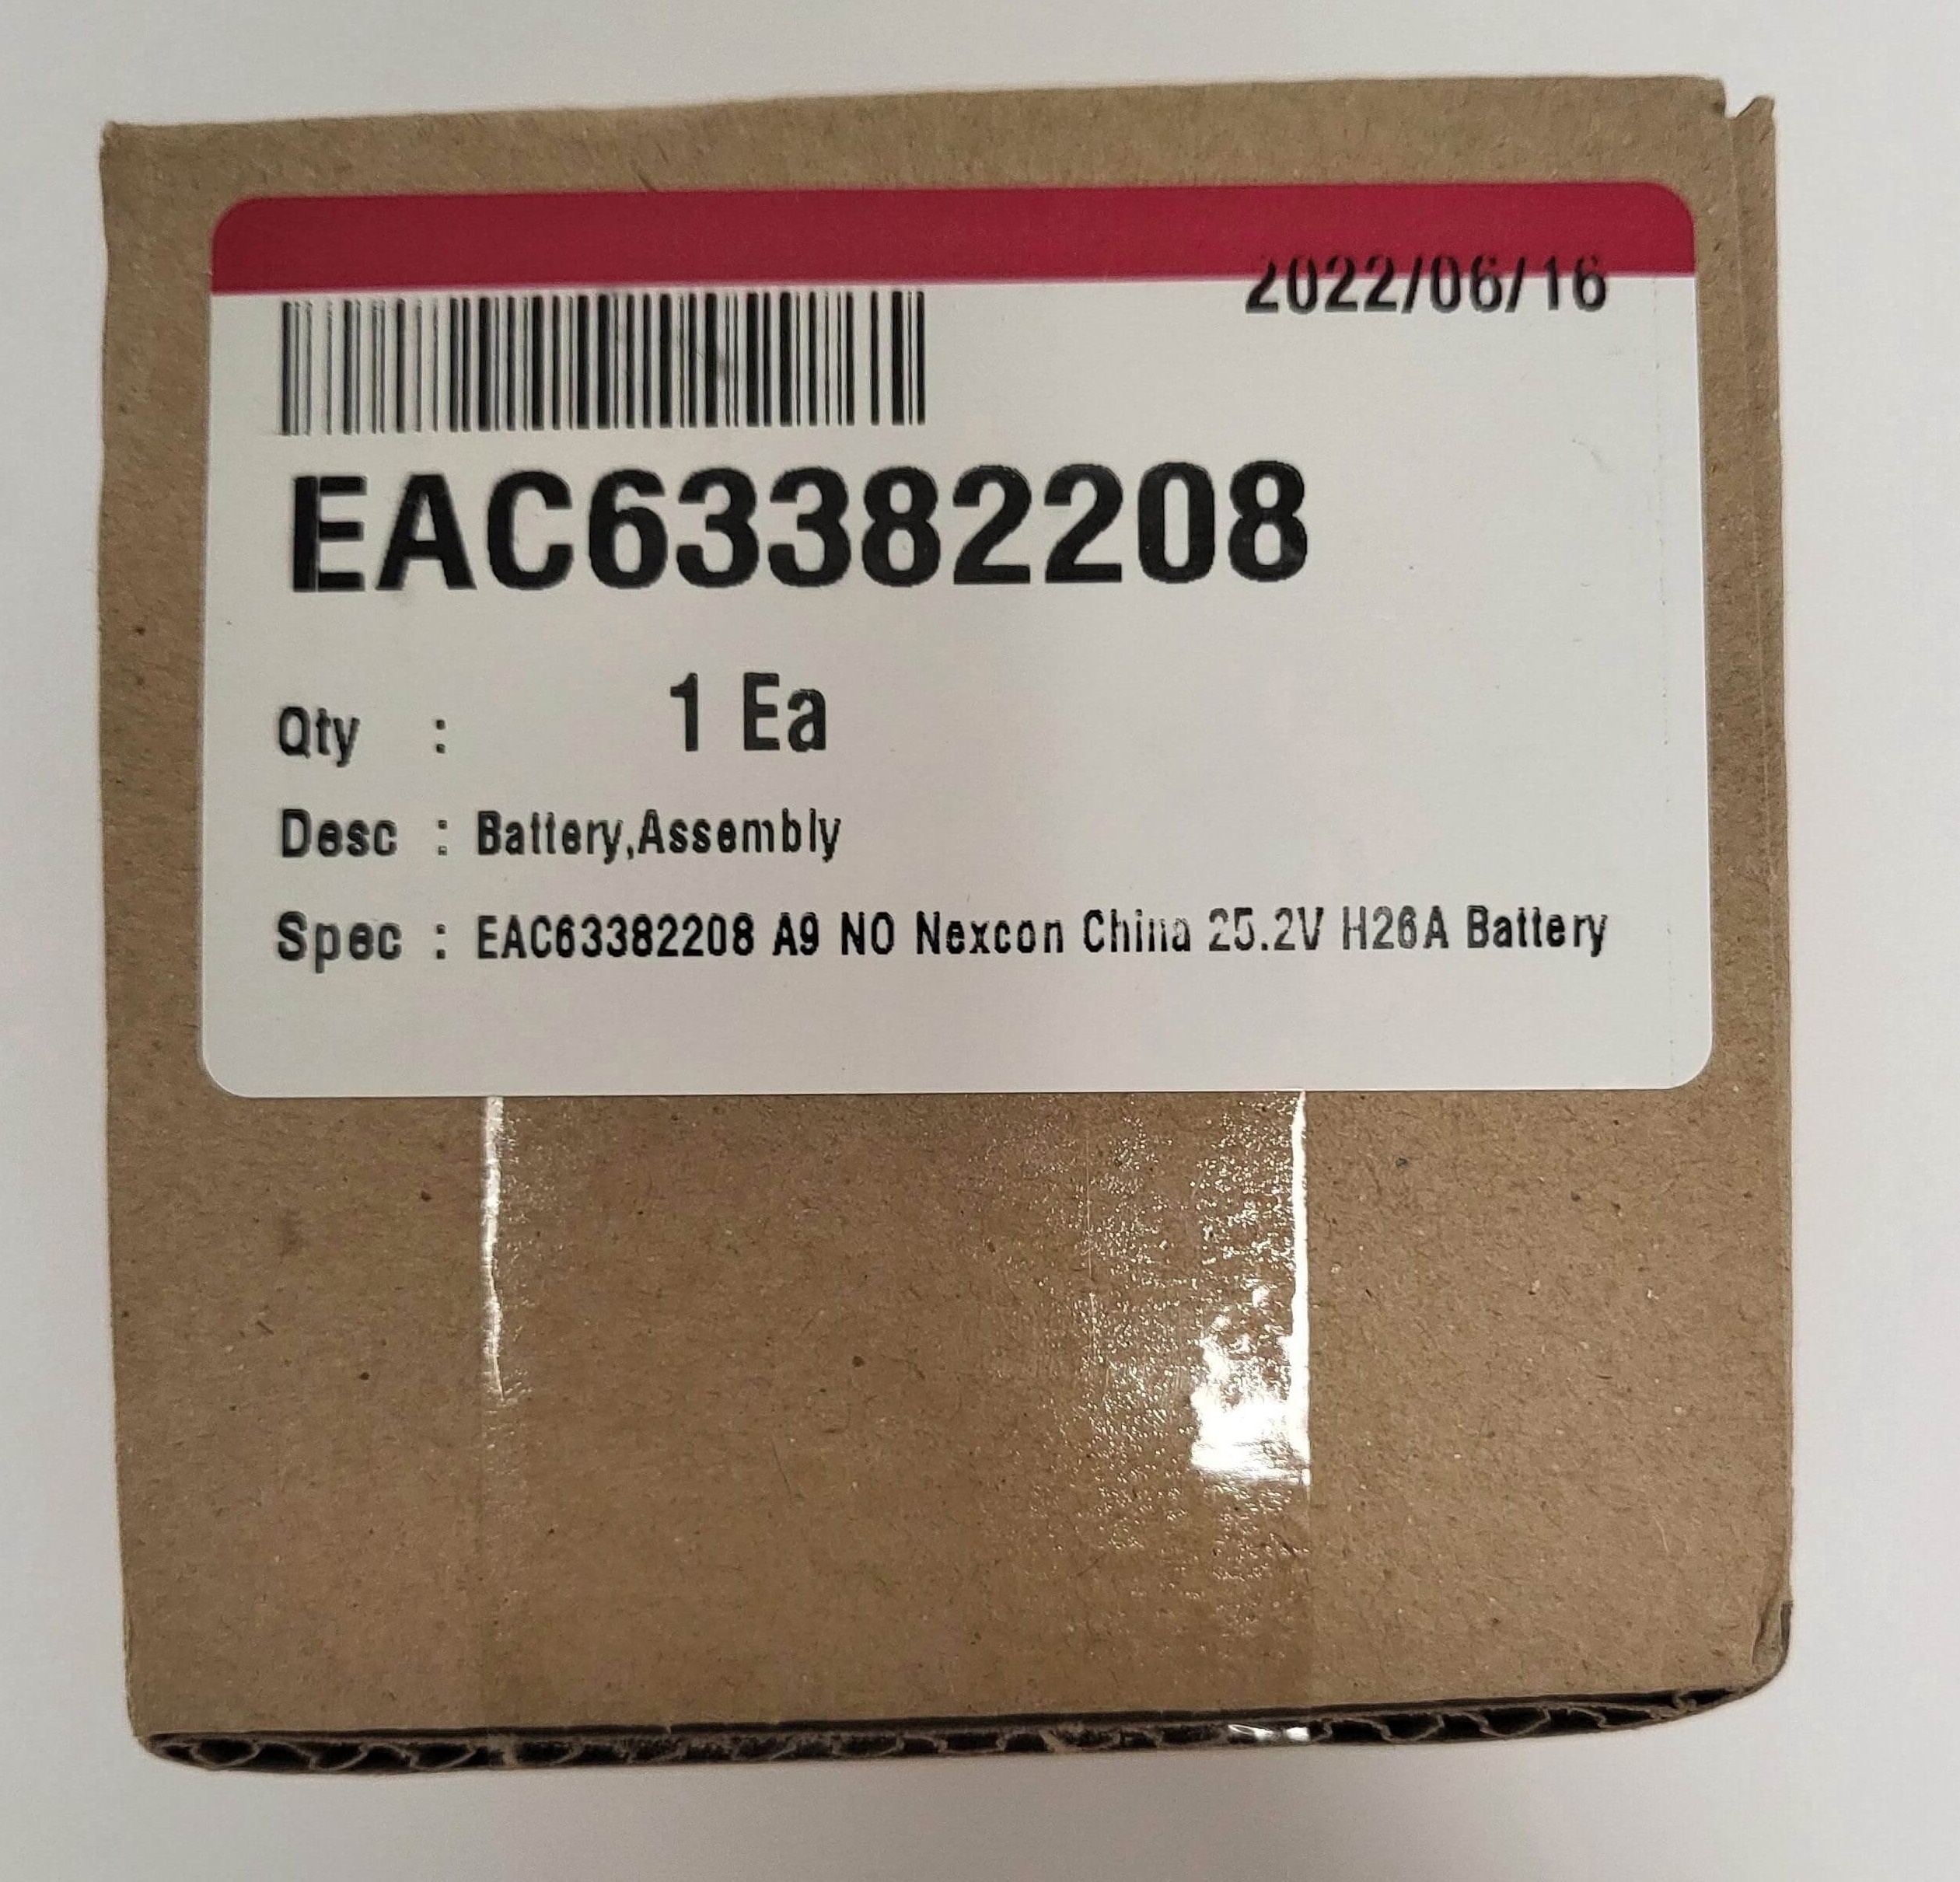 2022/06/16
EAC63382208
Qty : 1 Ea
Desc : Battery,Assembly
Spec : EAC63382208 A9 NO Nexcon China 25.2V H26A Battery